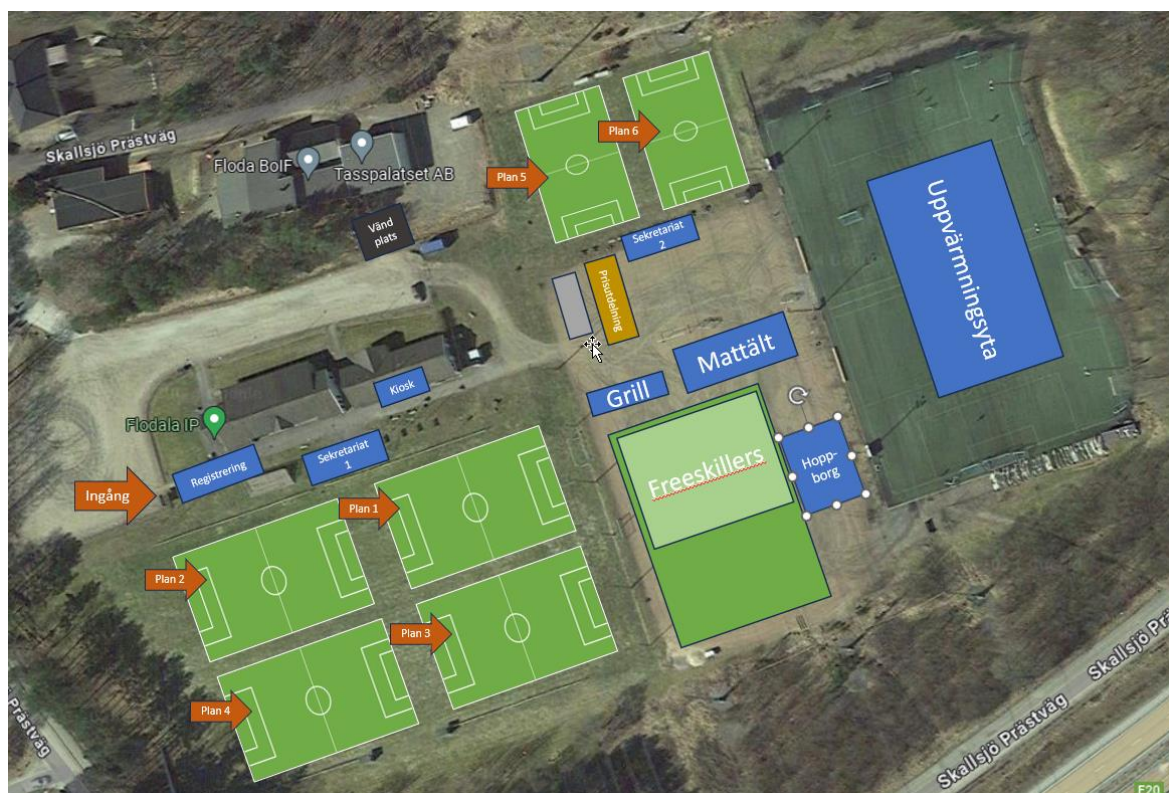 Skallsjö Prästväg
Floda BoIF
Tasspalatset AB
Vänd
plats
Plan 5
Plan 6
Sekretariat
2
Prisutdelning
Uppvärmningsyta
Mattält
Grill
Kiosk
Flodala IP
Registrering
Sekretariat
1
Ingång
Freeskillers
Hopp-
borg
Plan 1
Plan 2
Plan 3
Plan 4
Prästväg
Skallsjö Prästväg
Skallsjö Prä
E20